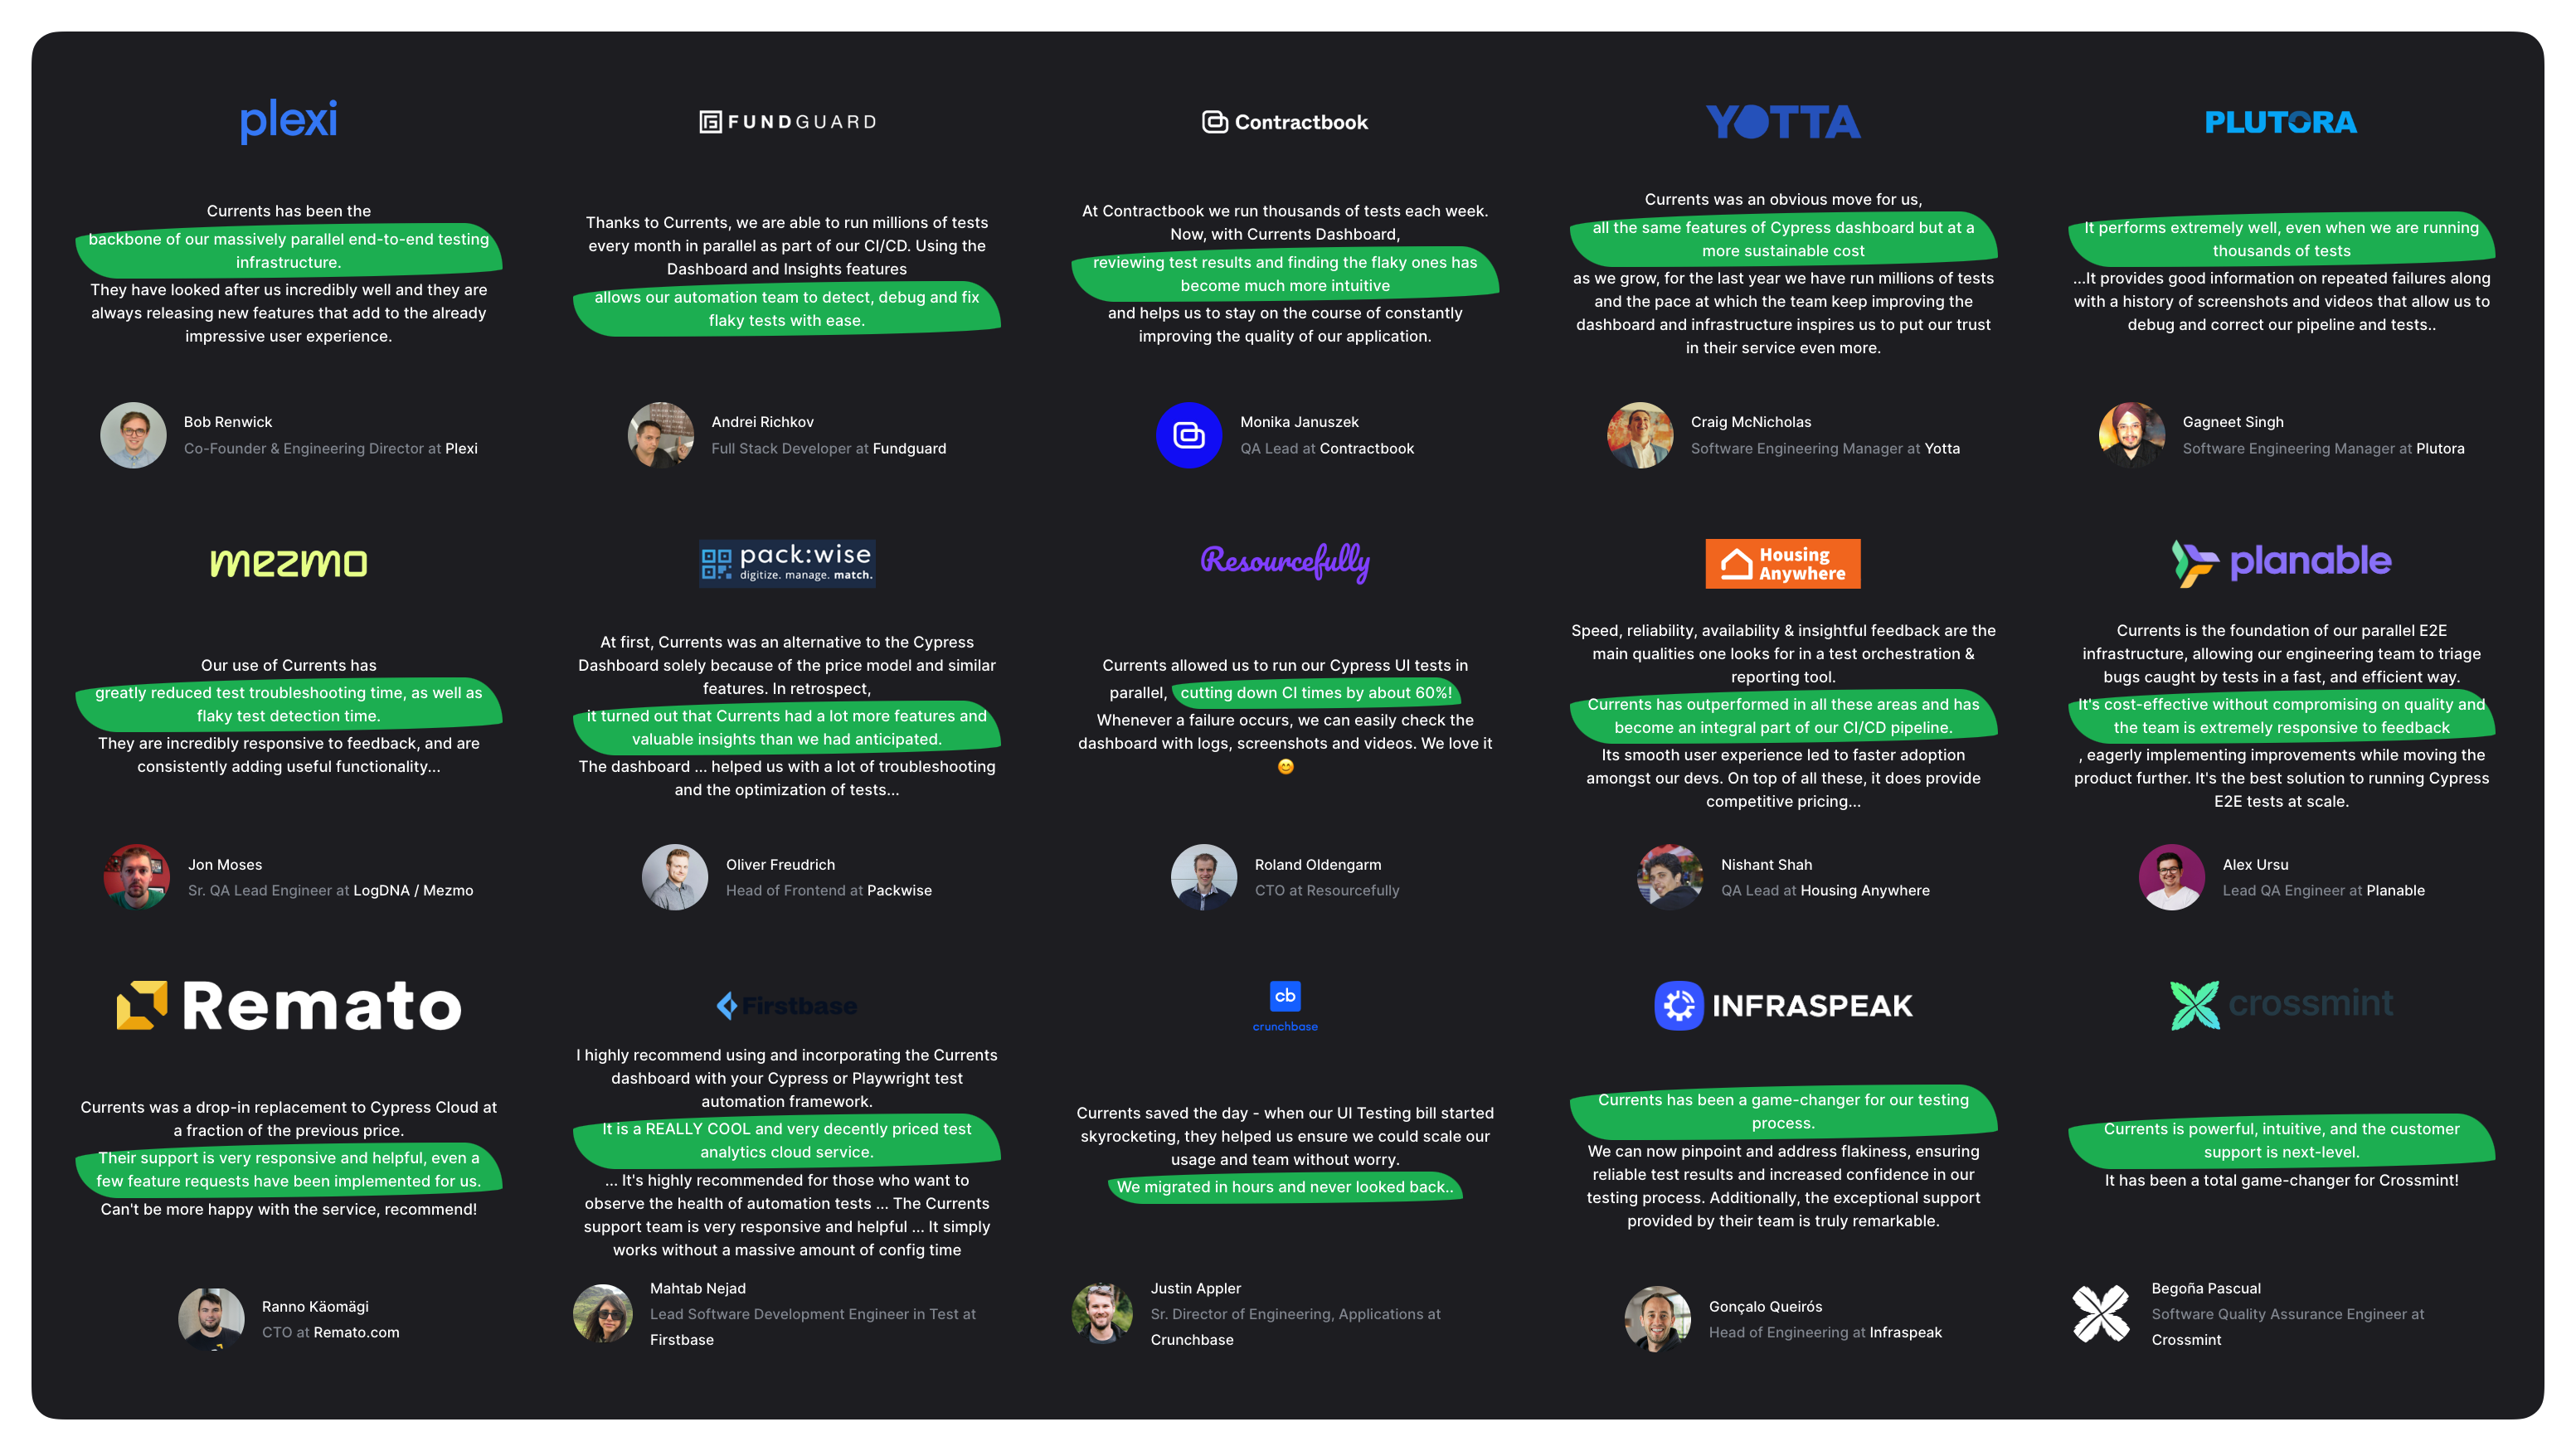 plexi
Currents has been the
backbone of our massively parallel end-to-end testing
infrastructure.
They have looked after us incredibly well and they are
always releasing new features that add to the already
impressive user experience.
Bob Renwick
Co-Founder & Engineering Director at Plexi
FUNDGUARD
Thanks to Currents, we are able to run millions of tests
every month in parallel as part of our CI/CD. Using the
Dashboard and Insights features
allows our automation team to detect, debug and fix
flaky tests with ease.
Andrei Richkov
Full Stack Developer at Fundguard
Contractbook
At Contractbook we run thousands of tests each week.
Now, with Currents Dashboard,
reviewing test results and finding the flaky ones has
become much more intuitive
and helps us to stay on the course of constantly
improving the quality of our application.
Monika Januszek
QA Lead at Contractbook
YOTTA
Currents was an obvious move for us,
all the same features of Cypress dashboard but at a
more sustainable cost
as we grow, for the last year we have run millions of tests
and the pace at which the team keep improving the
dashboard and infrastructure inspires us to put our trust
in their service even more.
Craig McNicholas
Software Engineering Manager at Yotta
PLUTORA
It performs extremely well, even when we are running
thousands of tests
...It provides good information on repeated failures along
with a history of screenshots and videos that allow us to
debug and correct our pipeline and tests..
Gagneet Singh
Software Engineering Manager at Plutora
mezmo
Our use of Currents has
greatly reduced test troubleshooting time, as well as
flaky test detection time.
They are incredibly responsive to feedback, and are
consistently adding useful functionality...
Jon Moses
Sr. QA Lead Engineer at LogDNA / Mezmo
pack:wise
digitize. manage. match.
At first, Currents was an alternative to the Cypress
Dashboard solely because of the price model and similar
features. In retrospect,
it turned out that Currents had a lot more features and
valuable insights than we had anticipated.
The dashboard ... helped us with a lot of troubleshooting
and the optimization of tests...
Oliver Freudrich
Head of Frontend at Packwise
Resourcefully
Currents allowed us to run our Cypress UI tests in
parallel, cutting down CI times by about 60%!
Whenever a failure occurs, we can easily check the
dashboard with logs, screenshots and videos. We love it
😊
Roland Oldengarm
CTO at Resourcefully
Housing
Anywhere
Speed, reliability, availability & insightful feedback are the
main qualities one looks for in a test orchestration &
reporting tool.
Currents has outperformed in all these areas and has
become an integral part of our CI/CD pipeline.
Its smooth user experience led to faster adoption
amongst our devs. On top of all these, it does provide
competitive pricing...
Nishant Shah
QA Lead at Housing Anywhere
planable
Currents is the foundation of our parallel E2E
infrastructure, allowing our engineering team to triage
bugs caught by tests in a fast, and efficient way.
It's cost-effective without compromising on quality and
the team is extremely responsive to feedback
, eagerly implementing improvements while moving the
product further. It's the best solution to running Cypress
E2E tests at scale.
Alex Ursu
Lead QA Engineer at Planable
Remato
Currents was a drop-in replacement to Cypress Cloud at
a fraction of the previous price.
Their support is very responsive and helpful, even a
few feature requests have been implemented for us.
Can't be more happy with the service, recommend!
Ranno Käomägi
CTO at Remato.com
Firstbase
I highly recommend using and incorporating the Currents
dashboard with your Cypress or Playwright test
automation framework.
It is a REALLY COOL and very decently priced test
analytics cloud service.
... It's highly recommended for those who want to
observe the health of automation tests ... The Currents
support team is very responsive and helpful ... It simply
works without a massive amount of config time
Mahtab Nejad
Lead Software Development Engineer in Test at
Firstbase
cb
crunchbase
Currents saved the day - when our UI Testing bill started
skyrocketing, they helped us ensure we could scale our
usage and team without worry.
We migrated in hours and never looked back..
Justin Appler
Sr. Director of Engineering, Applications at
Crunchbase
INFRASPEAK
Currents has been a game-changer for our testing
process.
We can now pinpoint and address flakiness, ensuring
reliable test results and increased confidence in our
testing process. Additionally, the exceptional support
provided by their team is truly remarkable.
Gonçalo Queirós
Head of Engineering at Infraspeak
crossmint
Currents is powerful, intuitive, and the customer
support is next-level.
It has been a total game-changer for Crossmint!
Begoña Pascual
Software Quality Assurance Engineer at
Crossmint